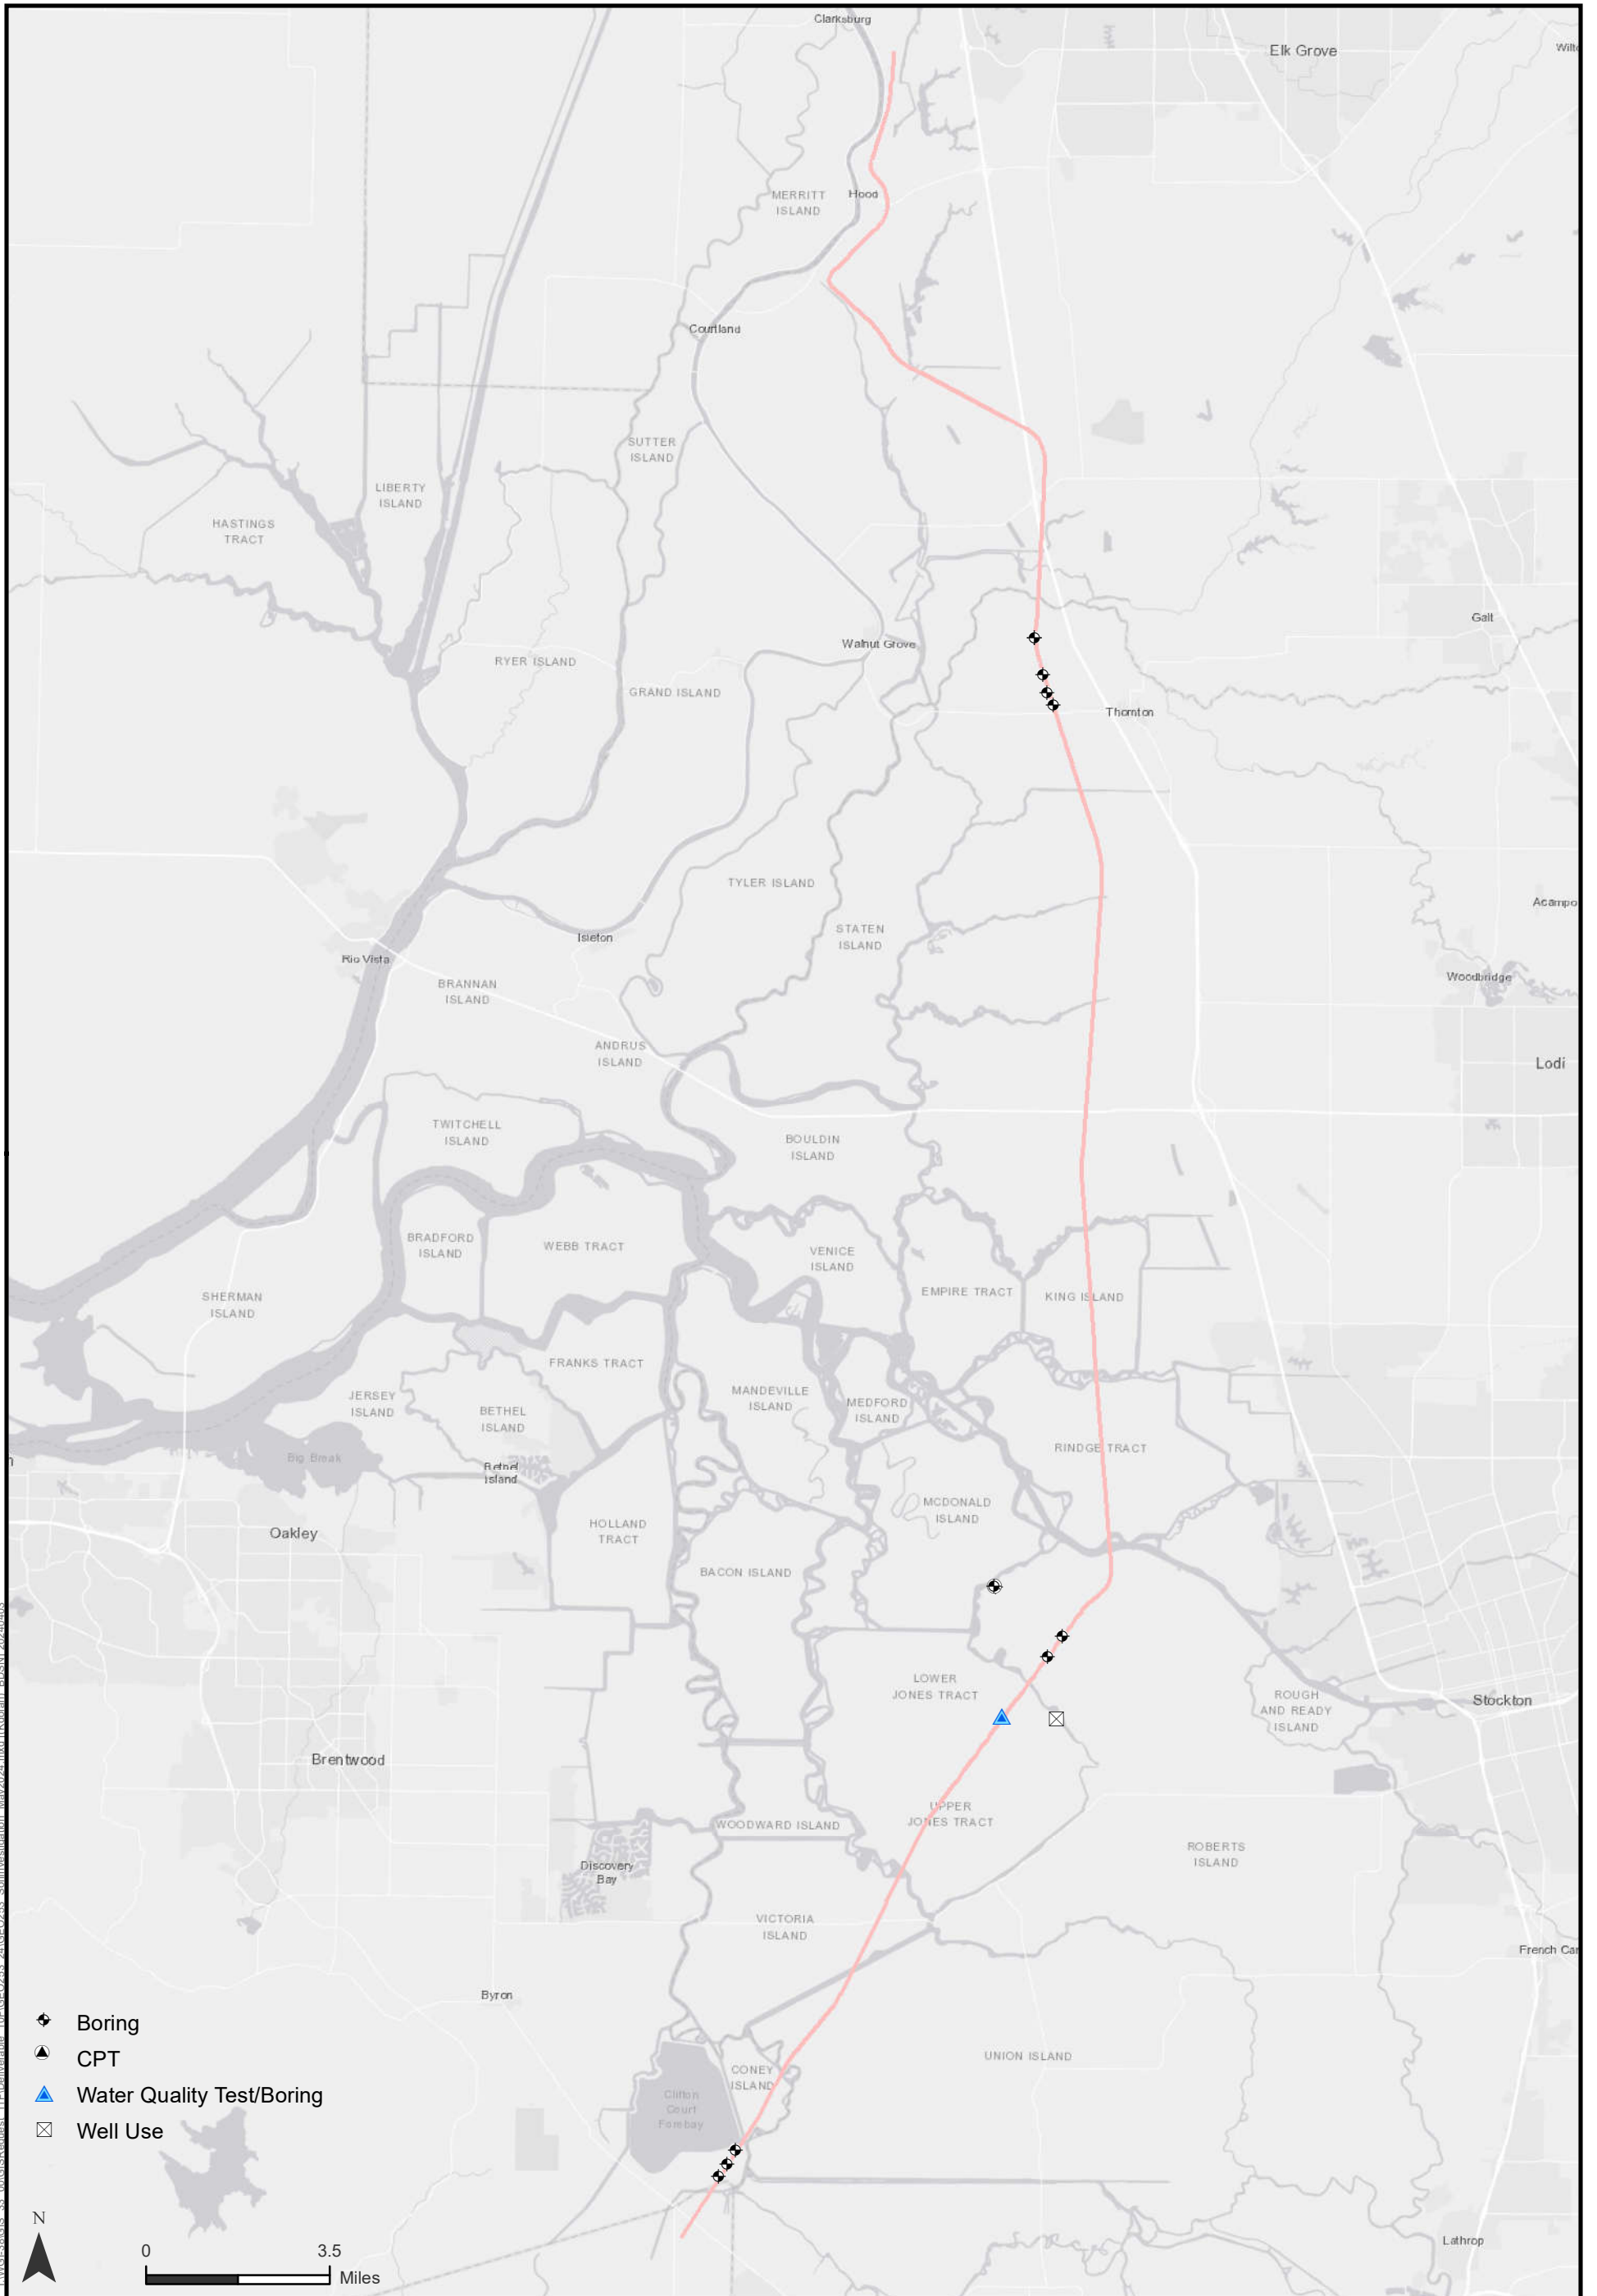 Clarksburg
Elk Grove
Wilt
MERRITT
ISLAND
Hood
Courtland
SUTTER
ISLAND
LIBERTY
ISLAND
HASTINGS
TRACT
Galt
Walnut Grove
RYER ISLAND
GRAND ISLAND
Thornton
TYLER ISLAND
Acampo
STATEN
ISLAND
Isleton
Rio Vista
Woodbridge
BRANNAN
ISLAND
ANDRUS
ISLAND
Lodi
TWITCHELL
ISLAND
BOULDIN
ISLAND
BRADFORD
ISLAND
WEBB TRACT
VENICE
ISLAND
EMPIRE TRACT
KING ISLAND
SHERMAN
ISLAND
FRANKS TRACT
JERSEY
ISLAND
MANDEVILLE
ISLAND
MEDFORD
ISLAND
BETHEL
ISLAND
RINDGE TRACT
Big Break
Bethel
Island
MCDONALD
ISLAND
Oakley
HOLLAND
TRACT
BACON ISLAND
LOWER
JONES TRACT
ROUGH
AND READY
ISLAND
Stockton
Brentwood
UPPER
JONES TRACT
WOODWARD ISLAND
ROBERTS
ISLAND
Discovery
Bay
VICTORIA
ISLAND
French Car
Byron
UNION ISLAND
CONEY
ISLAND
Clifton
Court
Forebay
Boring
CPT
Water Quality Test/Boring
Well Use
N
0 3.5
Miles
Lathrop